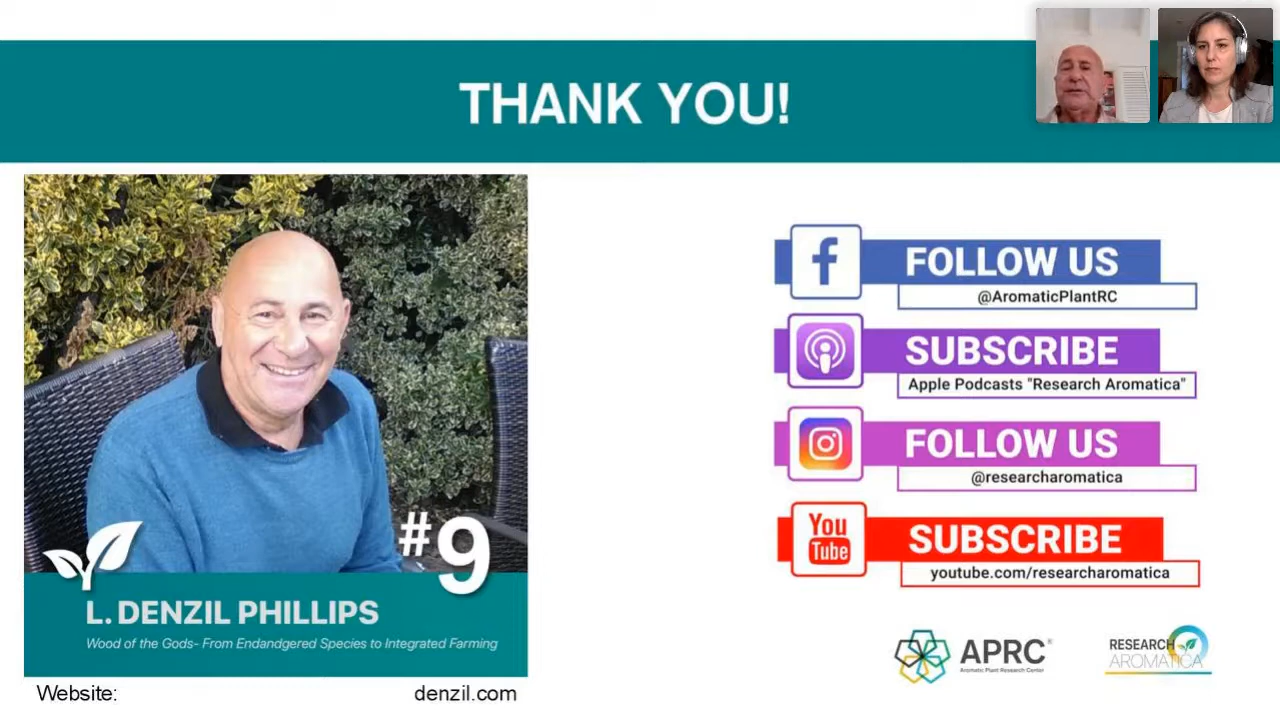 THANK YOU!
#9
L. DENZIL PHILLIPS
Wood of the Gods- From Endandgered Species to Integrated Farming
Website: denzil.com
f
FOLLOW US
@AromaticPlantRC
SUBSCRIBE
Apple Podcasts "Research Aromatica"
FOLLOW US
@researcharomatica
You
Tube
SUBSCRIBE
youtube.com/researcharomatica
APRC®
Aromatic Plant Research Center
RESEARCH
AROMATICA